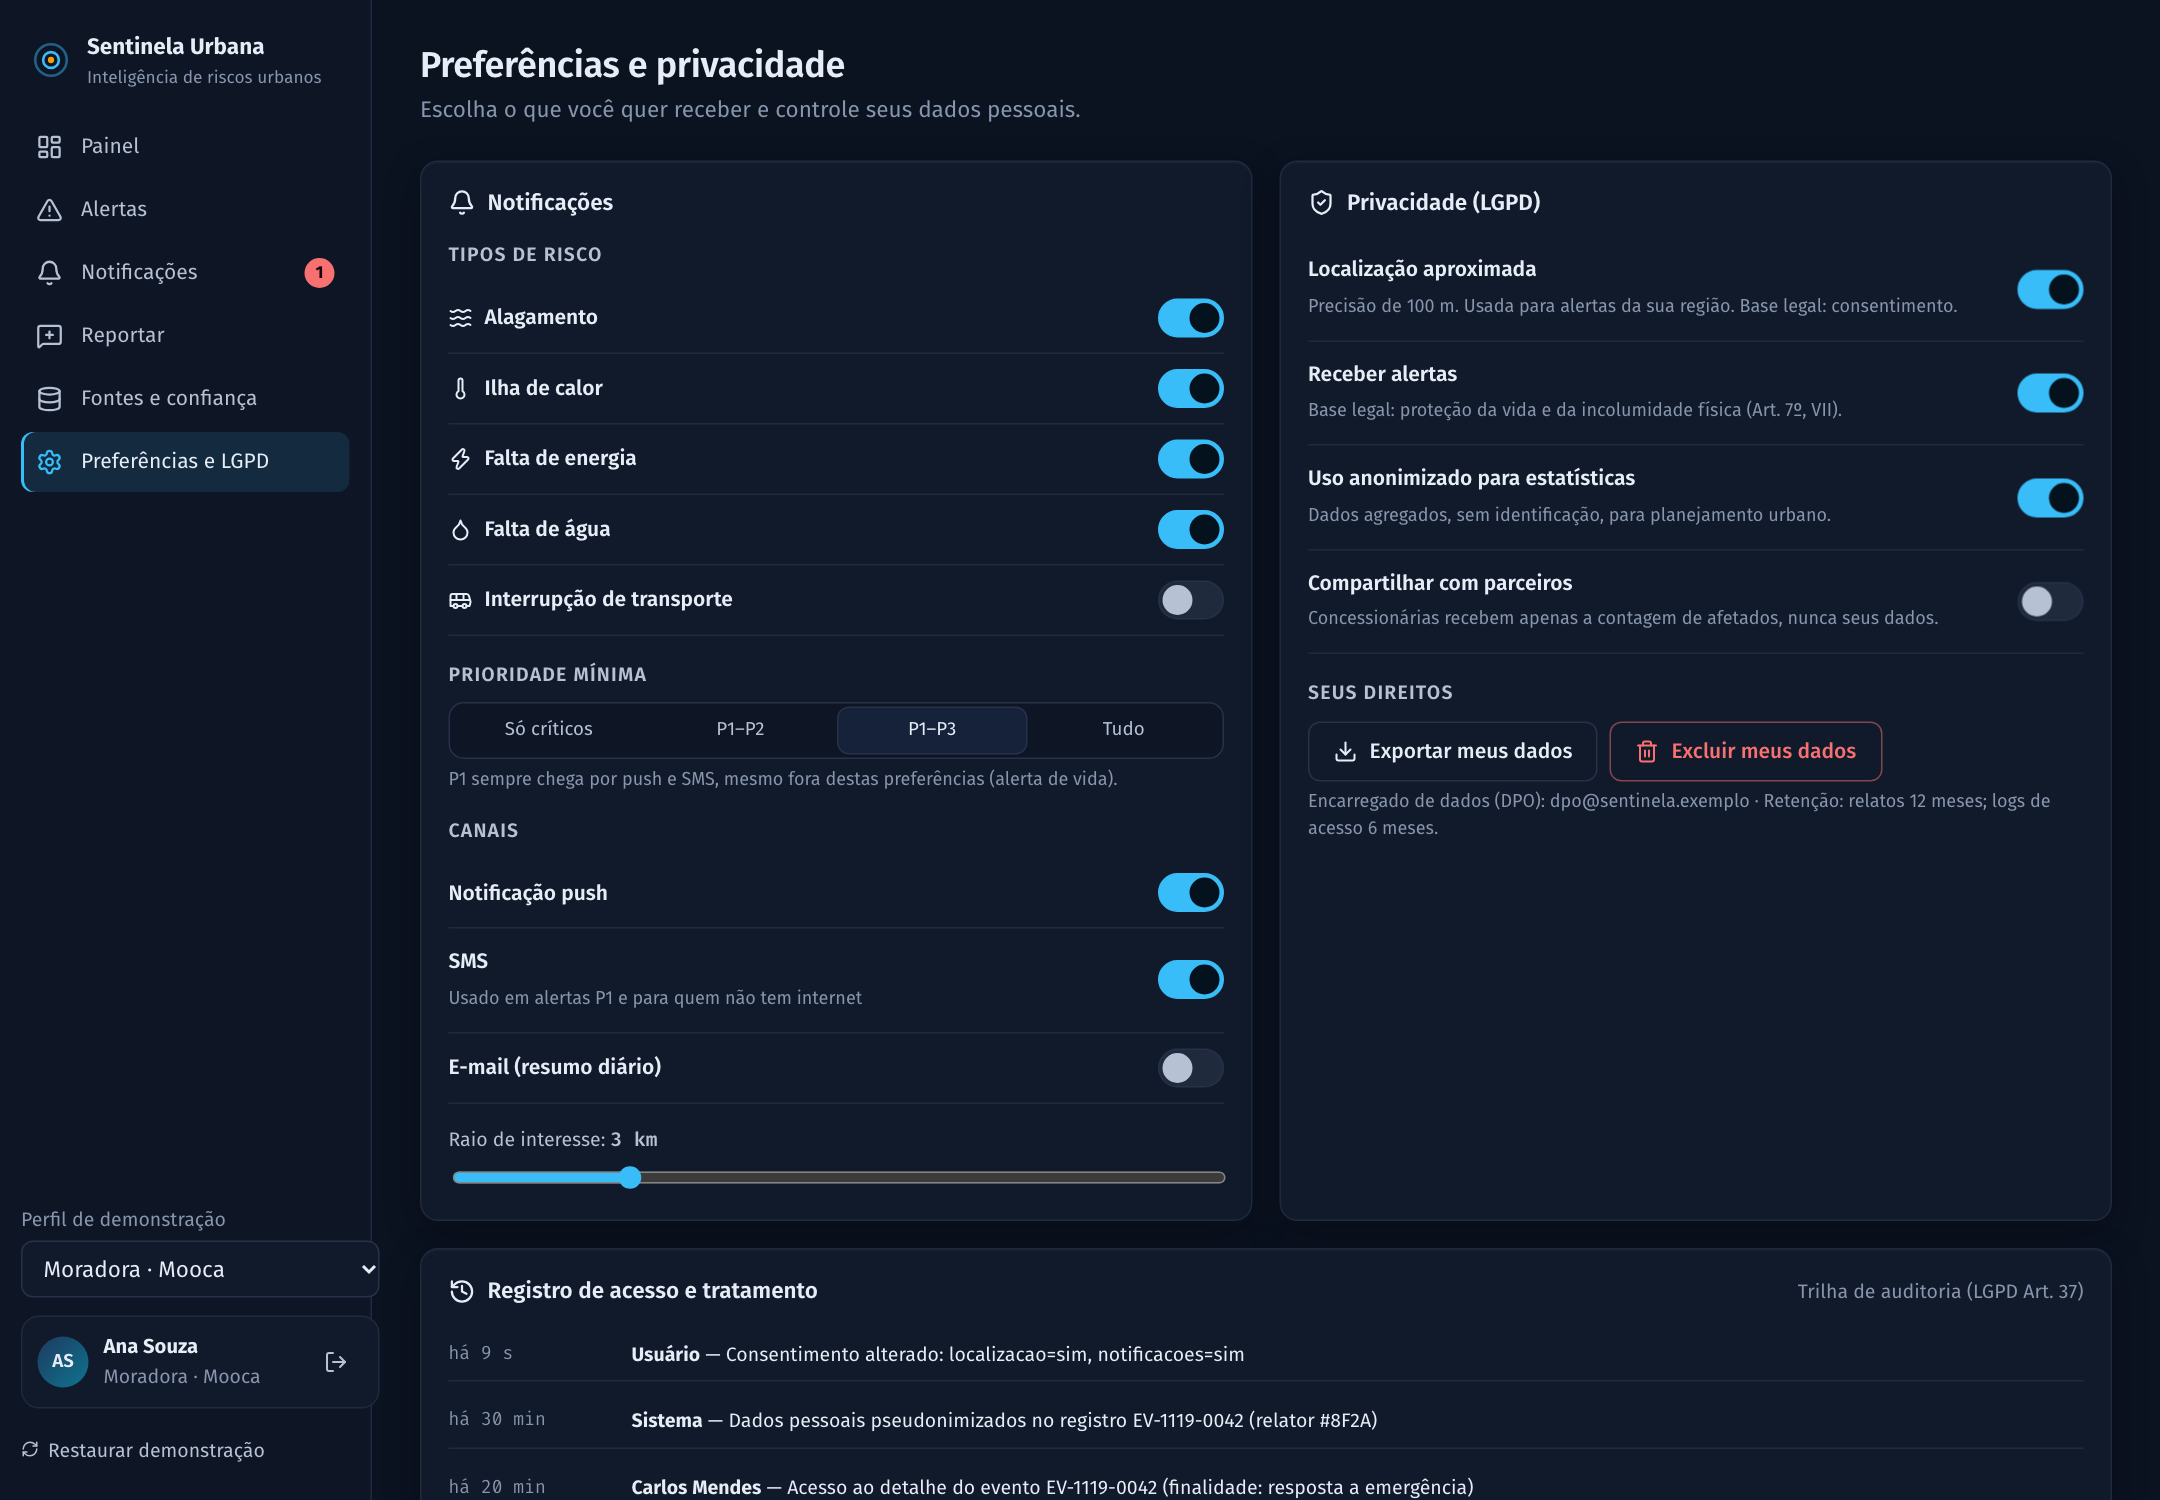 Sentinela Urbana
Inteligência de riscos urbanos
Painel
Alertas
Notificações
1
Reportar
Fontes e confiança
Preferências e LGPD
Perfil de demonstração
Moradora · Mooca
AS
Ana Souza
Moradora · Mooca
Restaurar demonstração
Preferências e privacidade
Escolha o que você quer receber e controle seus dados pessoais.
Notificações
TIPOS DE RISCO
Alagamento
Ilha de calor
Falta de energia
Falta de água
Interrupção de transporte
PRIORIDADE MÍNIMA
Só críticos
P1–P2
P1–P3
Tudo
P1 sempre chega por push e SMS, mesmo fora destas preferências (alerta de vida).
CANAIS
Notificação push
SMS
Usado em alertas P1 e para quem não tem internet
E-mail (resumo diário)
Raio de interesse: 3 km
Privacidade (LGPD)
Localização aproximada
Precisão de 100 m. Usada para alertas da sua região. Base legal: consentimento.
Receber alertas
Base legal: proteção da vida e da incolumidade física (Art. 7º, VII).
Uso anonimizado para estatísticas
Dados agregados, sem identificação, para planejamento urbano.
Compartilhar com parceiros
Concessionárias recebem apenas a contagem de afetados, nunca seus dados.
SEUS DIREITOS
Exportar meus dados
Excluir meus dados
Encarregado de dados (DPO): dpo@sentinela.exemplo · Retenção: relatos 12 meses; logs de
acesso 6 meses.
Registro de acesso e tratamento
Trilha de auditoria (LGPD Art. 37)
há 9 s
Usuário — Consentimento alterado: localizacao=sim, notificacoes=sim
há 30 min
Sistema — Dados pessoais pseudonimizados no registro EV-1119-0042 (relator #8F2A)
há 20 min
Carlos Mendes — Acesso ao detalhe do evento EV-1119-0042 (finalidade: resposta a emergência)